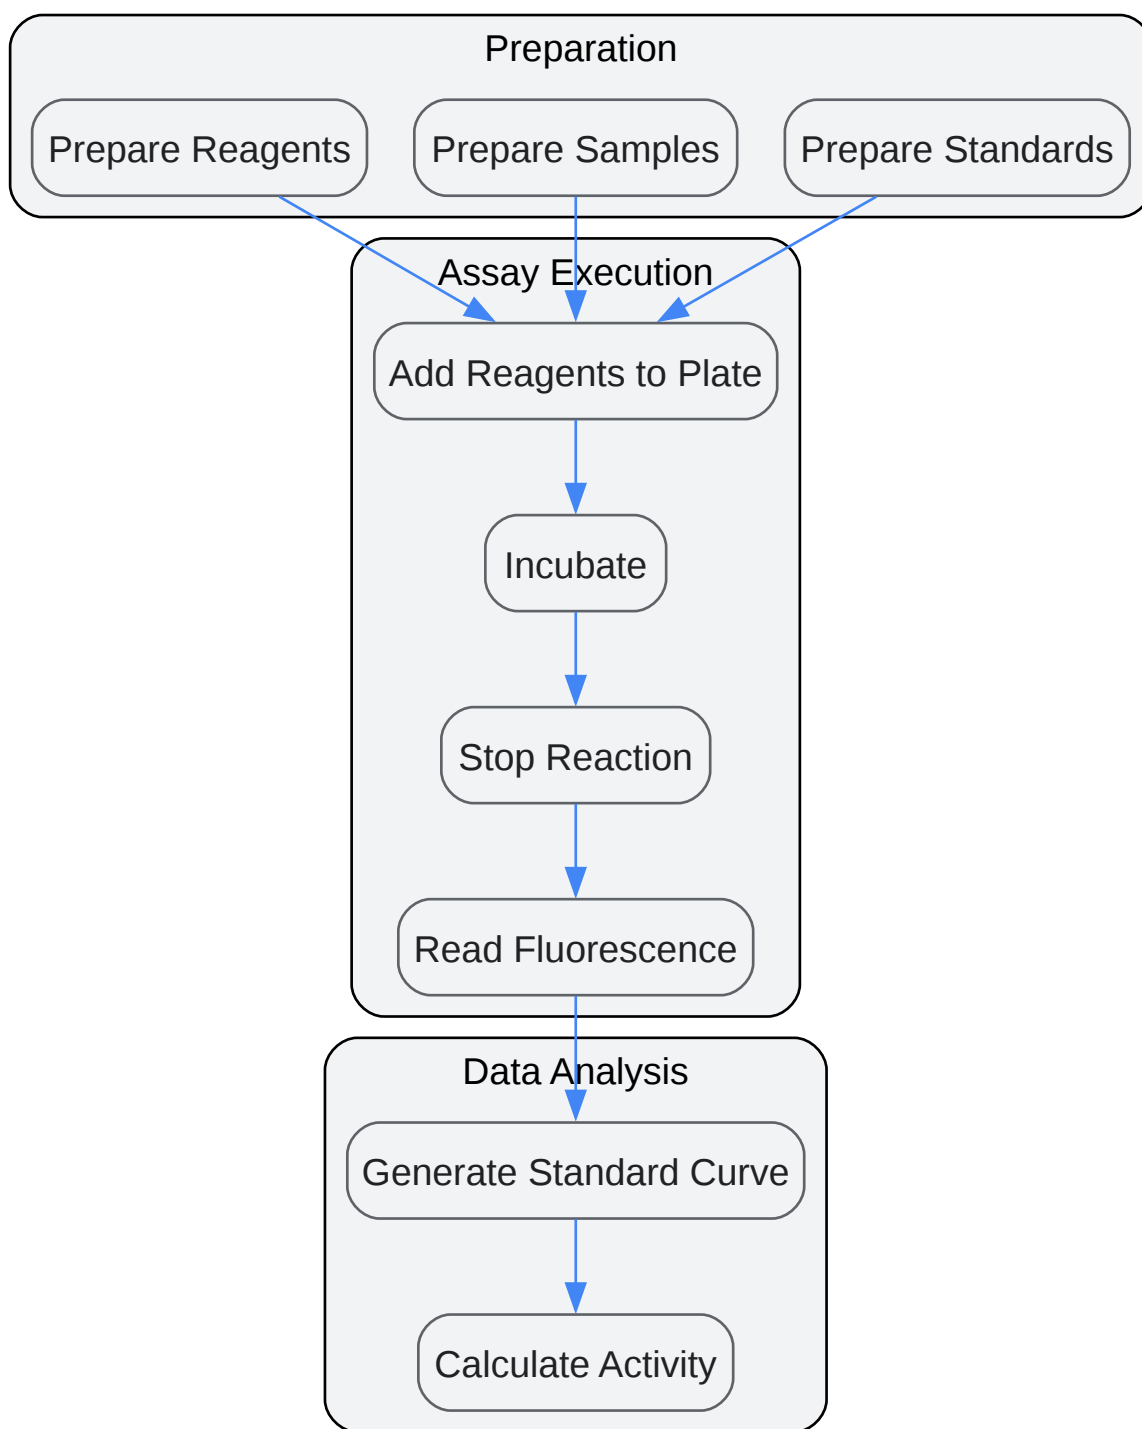 Preparation
Prepare Reagents
Prepare Samples
Prepare Standards
Assay Execution
Add Reagents to Plate
Incubate
Stop Reaction
Read Fluorescence
Data Analysis
Generate Standard Curve
Calculate Activity